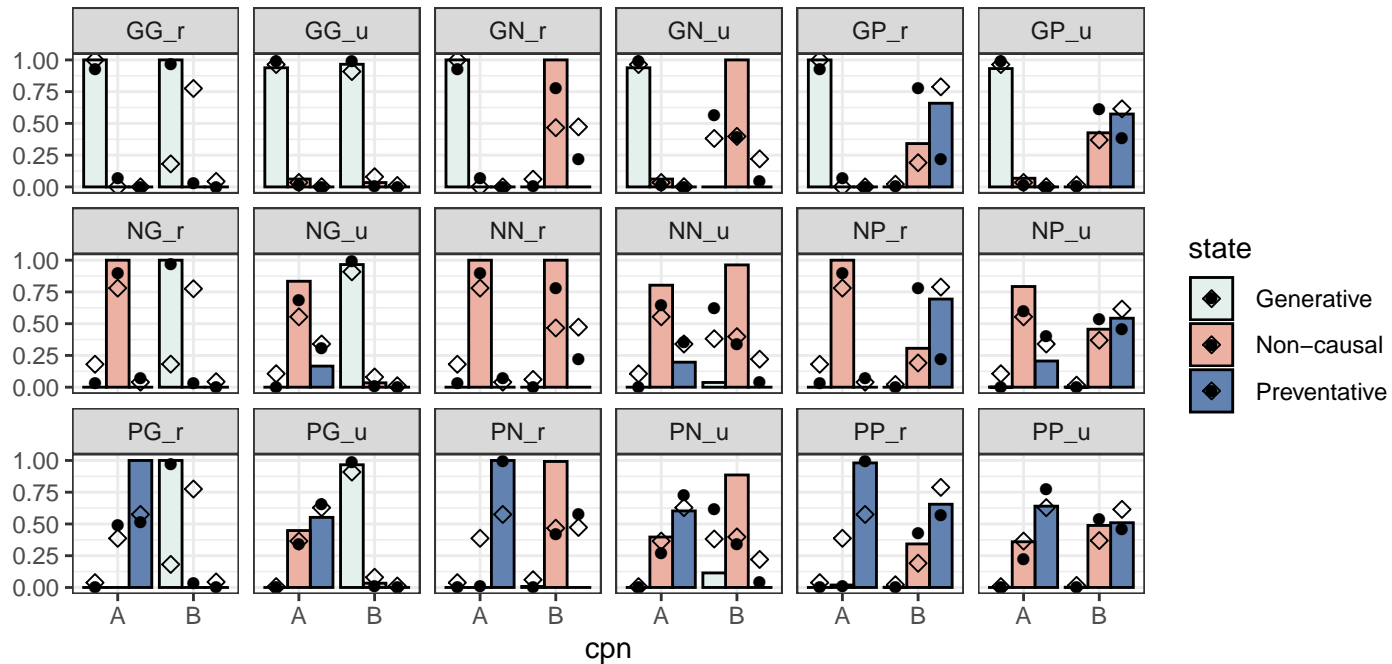 GG_r GG_u GN_r GN_u GP_r GP_u
1.00
0.75
0.50
0.25
0.00
NG_r NG_u NN_r NN_u NP_r NP_u
1.00
0.75
0.50
0.25
0.00
PG_r PG_u PN_r PN_u PP_r PP_u
1.00
0.75
0.50
0.25
0.00
A B A B A B A B A B A B
cpn
state
Generative
Non−causal
Preventative